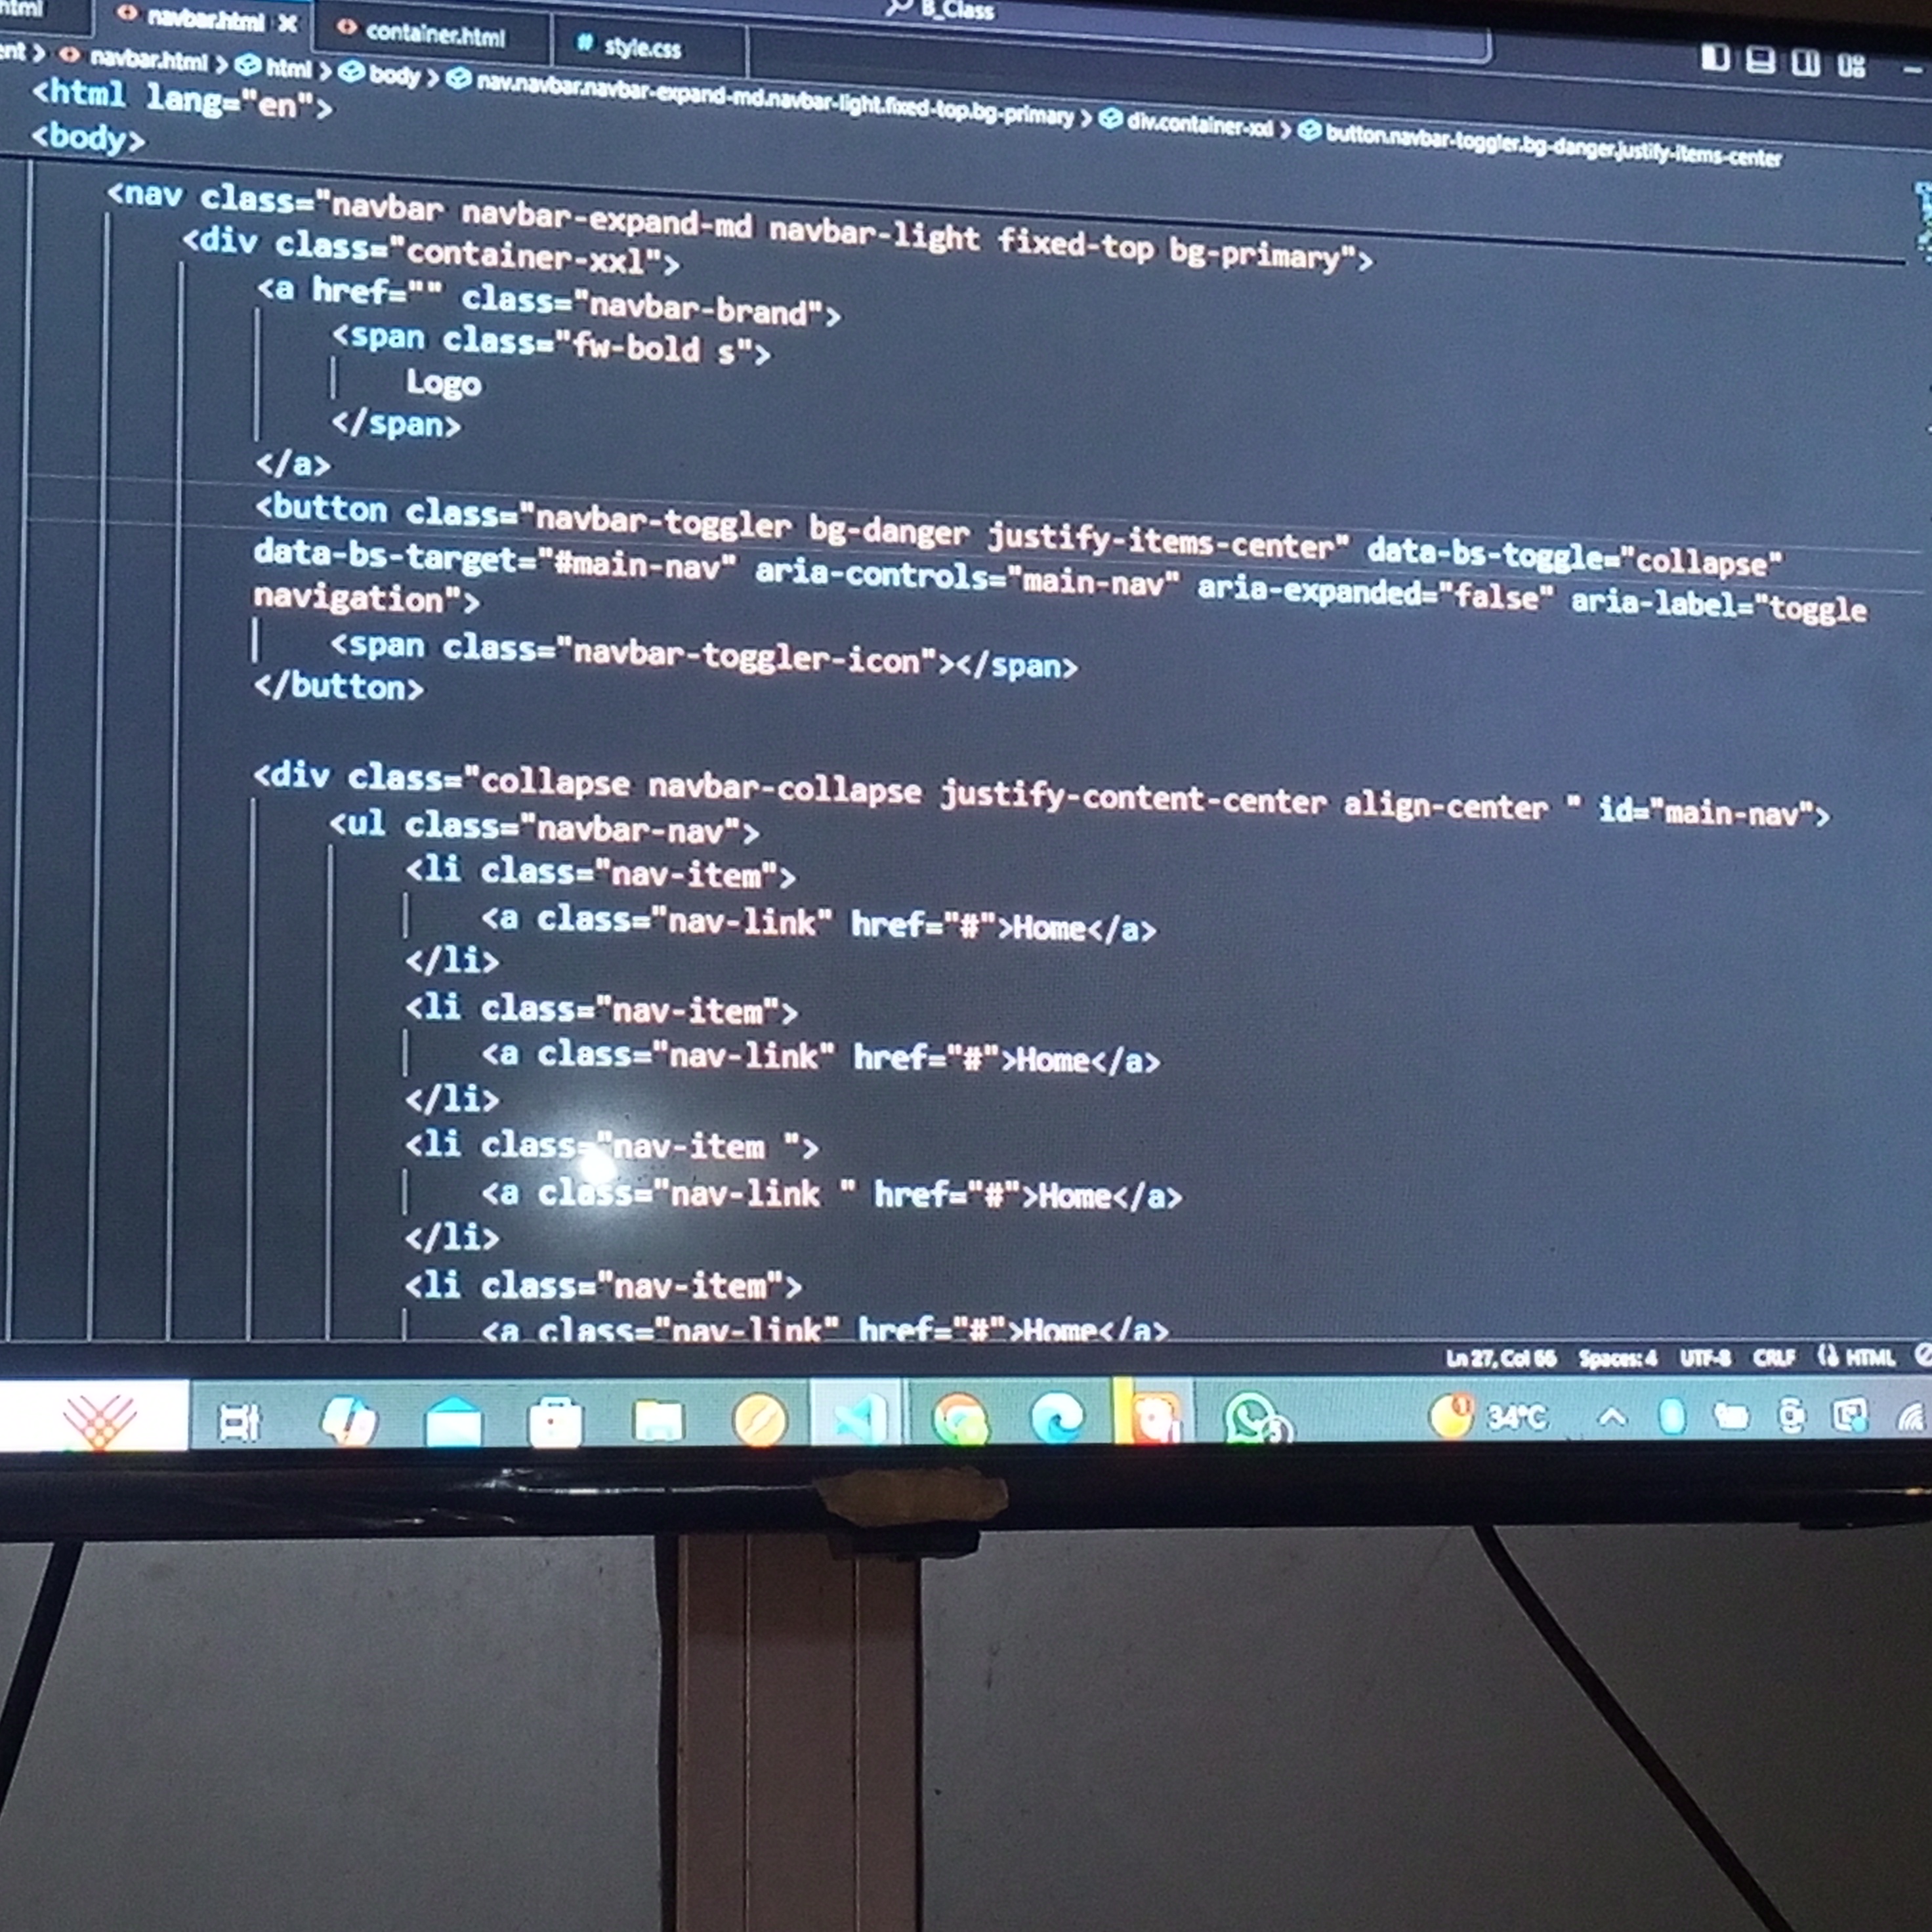 html
navbar.html
container.html
# style.css
B_Class
navbar.html > html > body > nav.navbar.navbar-expand-md.navbar-light.fixed-top.bg-primary > div.container-xxl > button.navbar-toggler.bg-danger.justify-items-center
<html lang="en">
<body>
<nav class="navbar navbar-expand-md navbar-light fixed-top bg-primary">
<div class="container-xxl">
<a href="" class="navbar-brand">
<span class="fw-bold s">
Logo
</span>
</a>
<button class="navbar-toggler bg-danger justify-items-center" data-bs-toggle="collapse"
data-bs-target="#main-nav" aria-controls="main-nav" aria-expanded="false" aria-label="toggle
navigation">
<span class="navbar-toggler-icon"></span>
</button>
<div class="collapse navbar-collapse justify-content-center align-center " id="main-nav">
<ul class="navbar-nav">
<li class="nav-item">
<a class="nav-link" href="#">Home</a>
</li>
<li class="nav-item">
<a class="nav-link" href="#">Home</a>
</li>
<li class="nav-item ">
<a class="nav-link " href="#">Home</a>
</li>
<li class="nav-item">
<a class="nav-link" href="#">Home</a>
Ln 27, Col 66 Spaces: 4 UTF-8 CRLF HTML
34°C